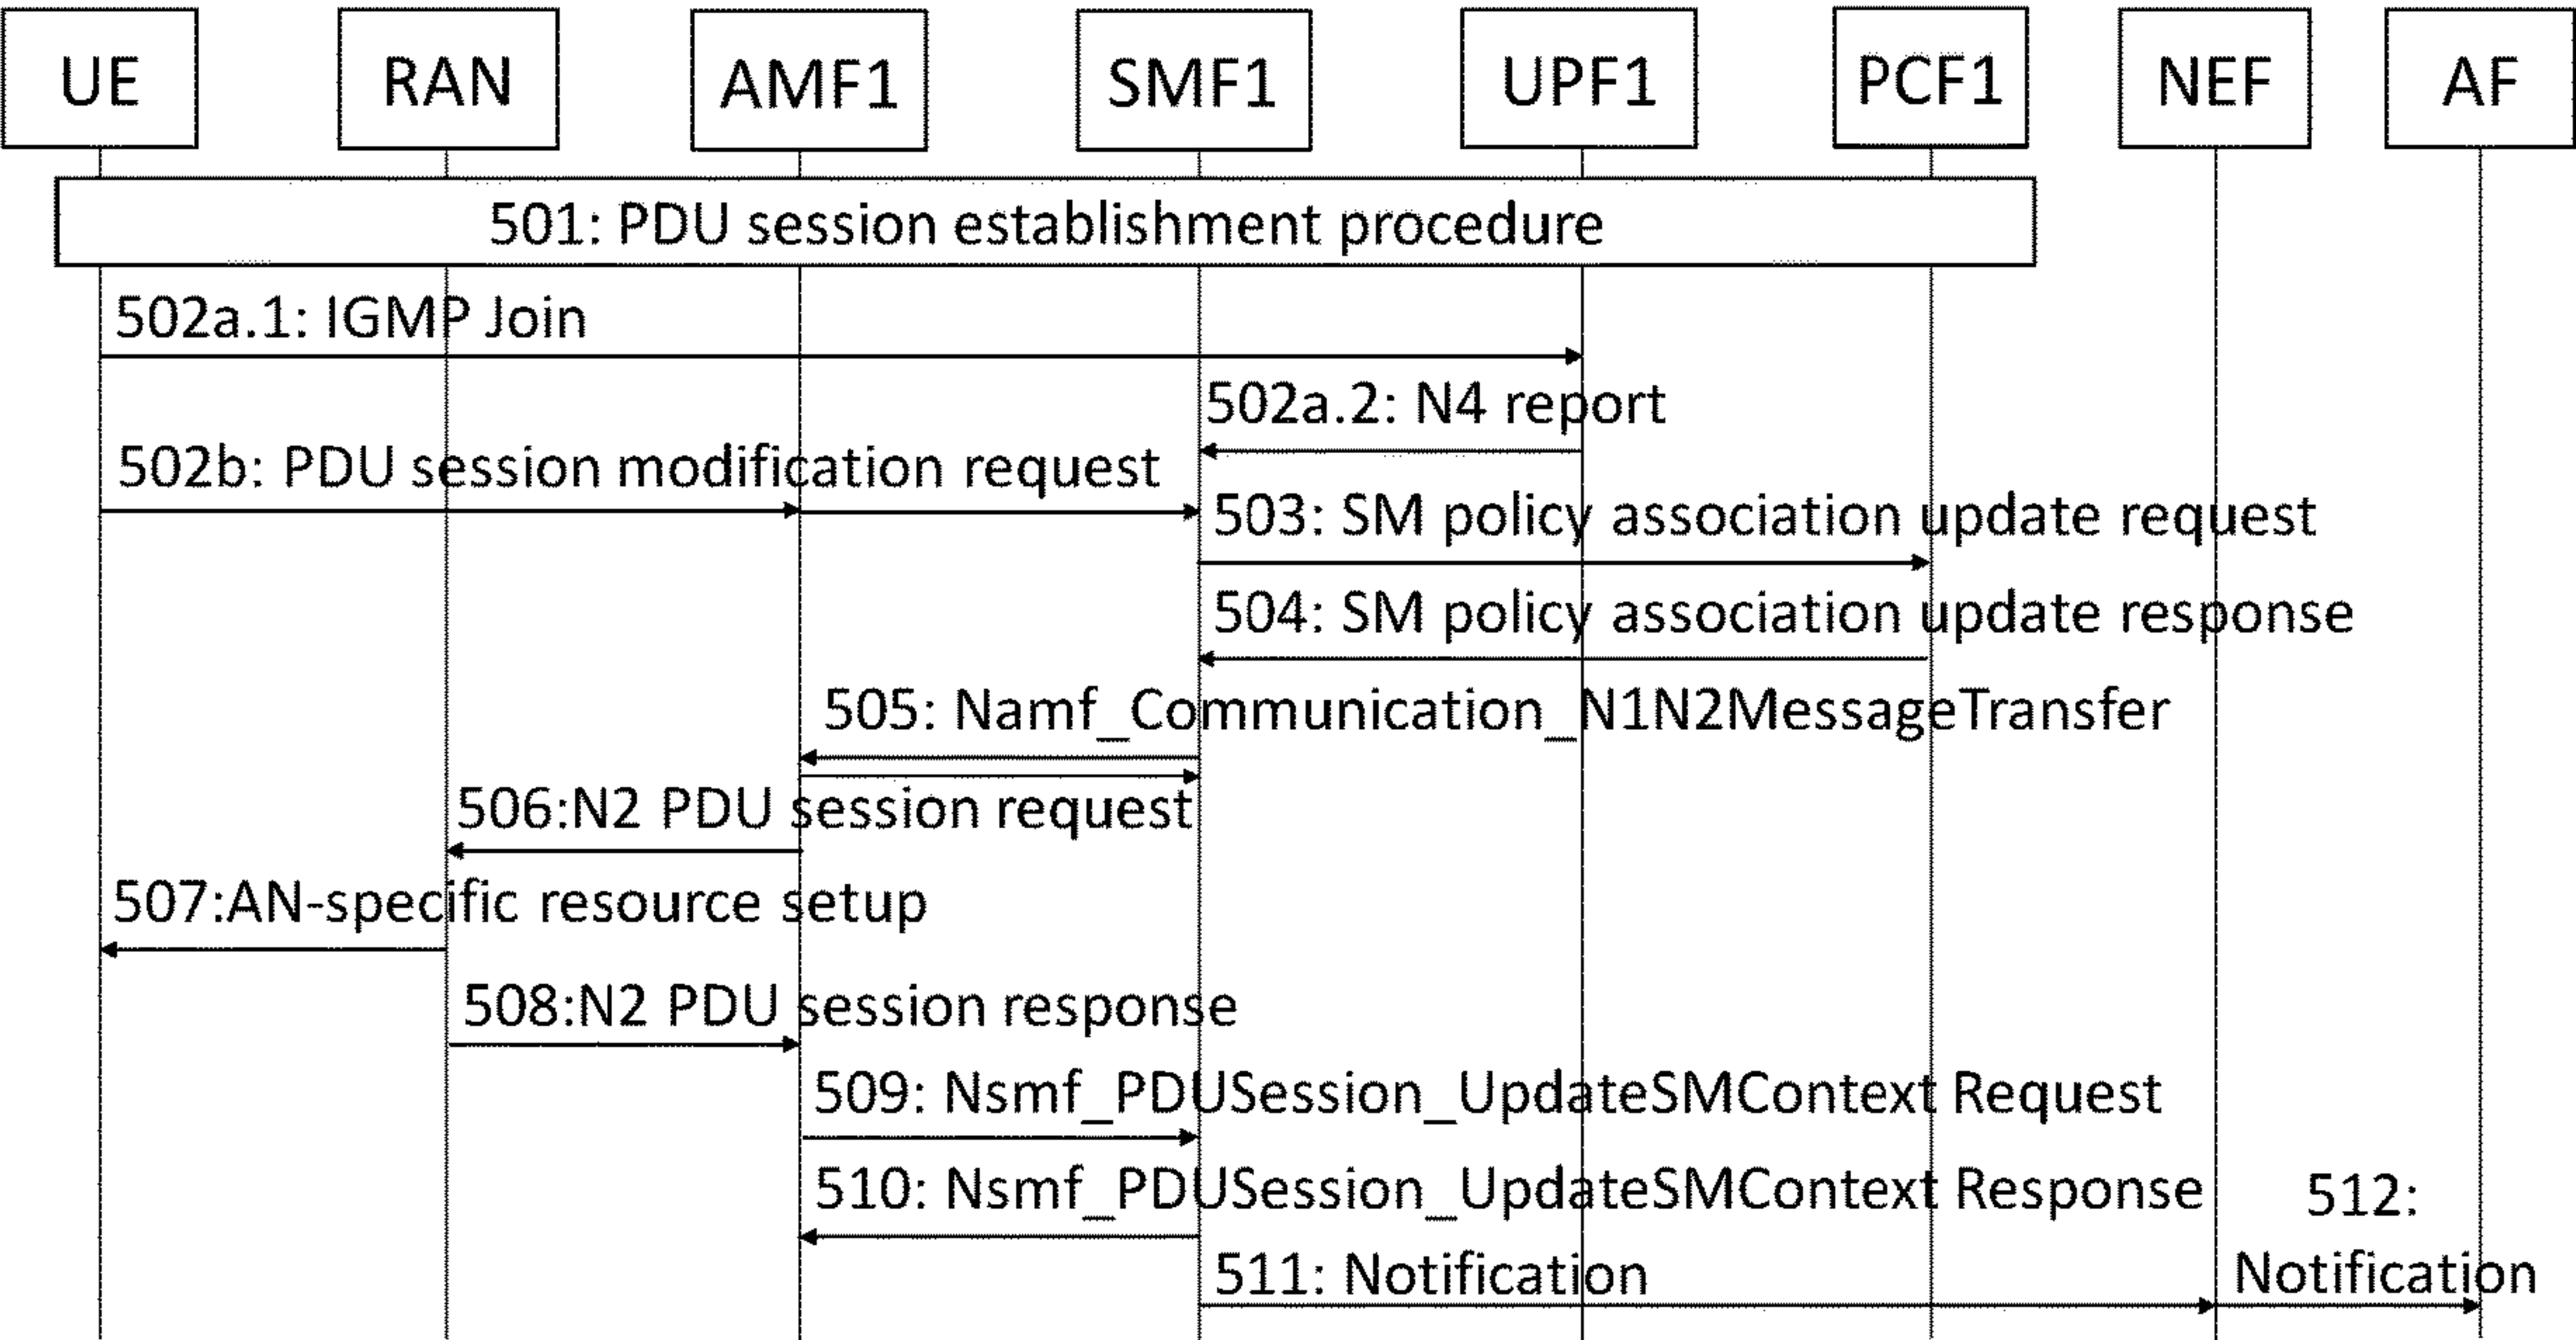 UE RAN AMF1 SMF1 UPF1 PCF1 NEF AF
501: PDU session establishment procedure
502a.1: IGMP Join
502a.2: N4 report
502b: PDU session modification request
503: SM policy association update request
504: SM policy association update response
505: Namf_Communication_N1N2MessageTransfer
506:N2 PDU session request
507:AN-specific resource setup
508:N2 PDU session response
509: Nsmf_PDUSession_UpdateSMContext Request
510: Nsmf_PDUSession_UpdateSMContext Response
511: Notification
512:
Notification